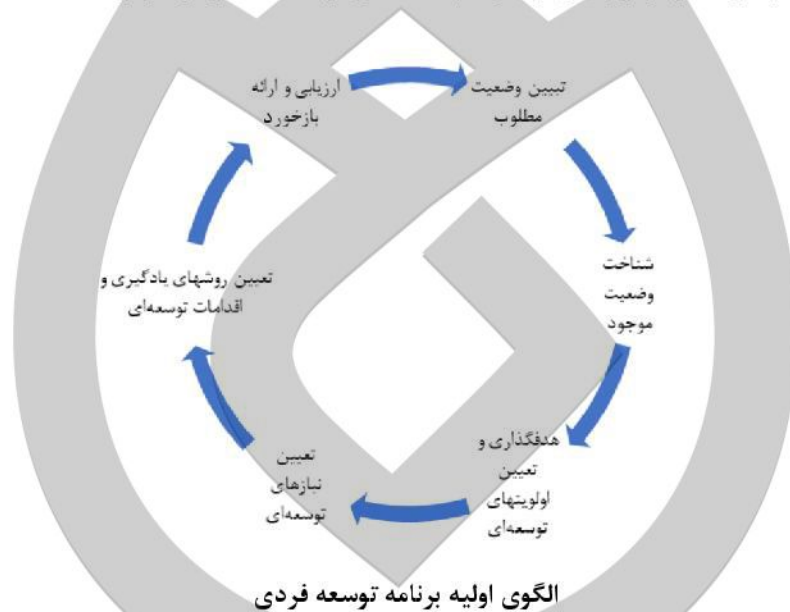 ارزیابی و ارائه
بازخورد
تبیین وضعیت
مطلوب
شناخت
وضعیت
موجود
هدفگذاری و
تعیین
اولویتهای
توسعه‌ای
تعیین
نیازهای
توسعه‌ای
تعیین روشهای یادگیری و
اقدامات توسعه‌ای
الگوی اولیه برنامه توسعه فردی